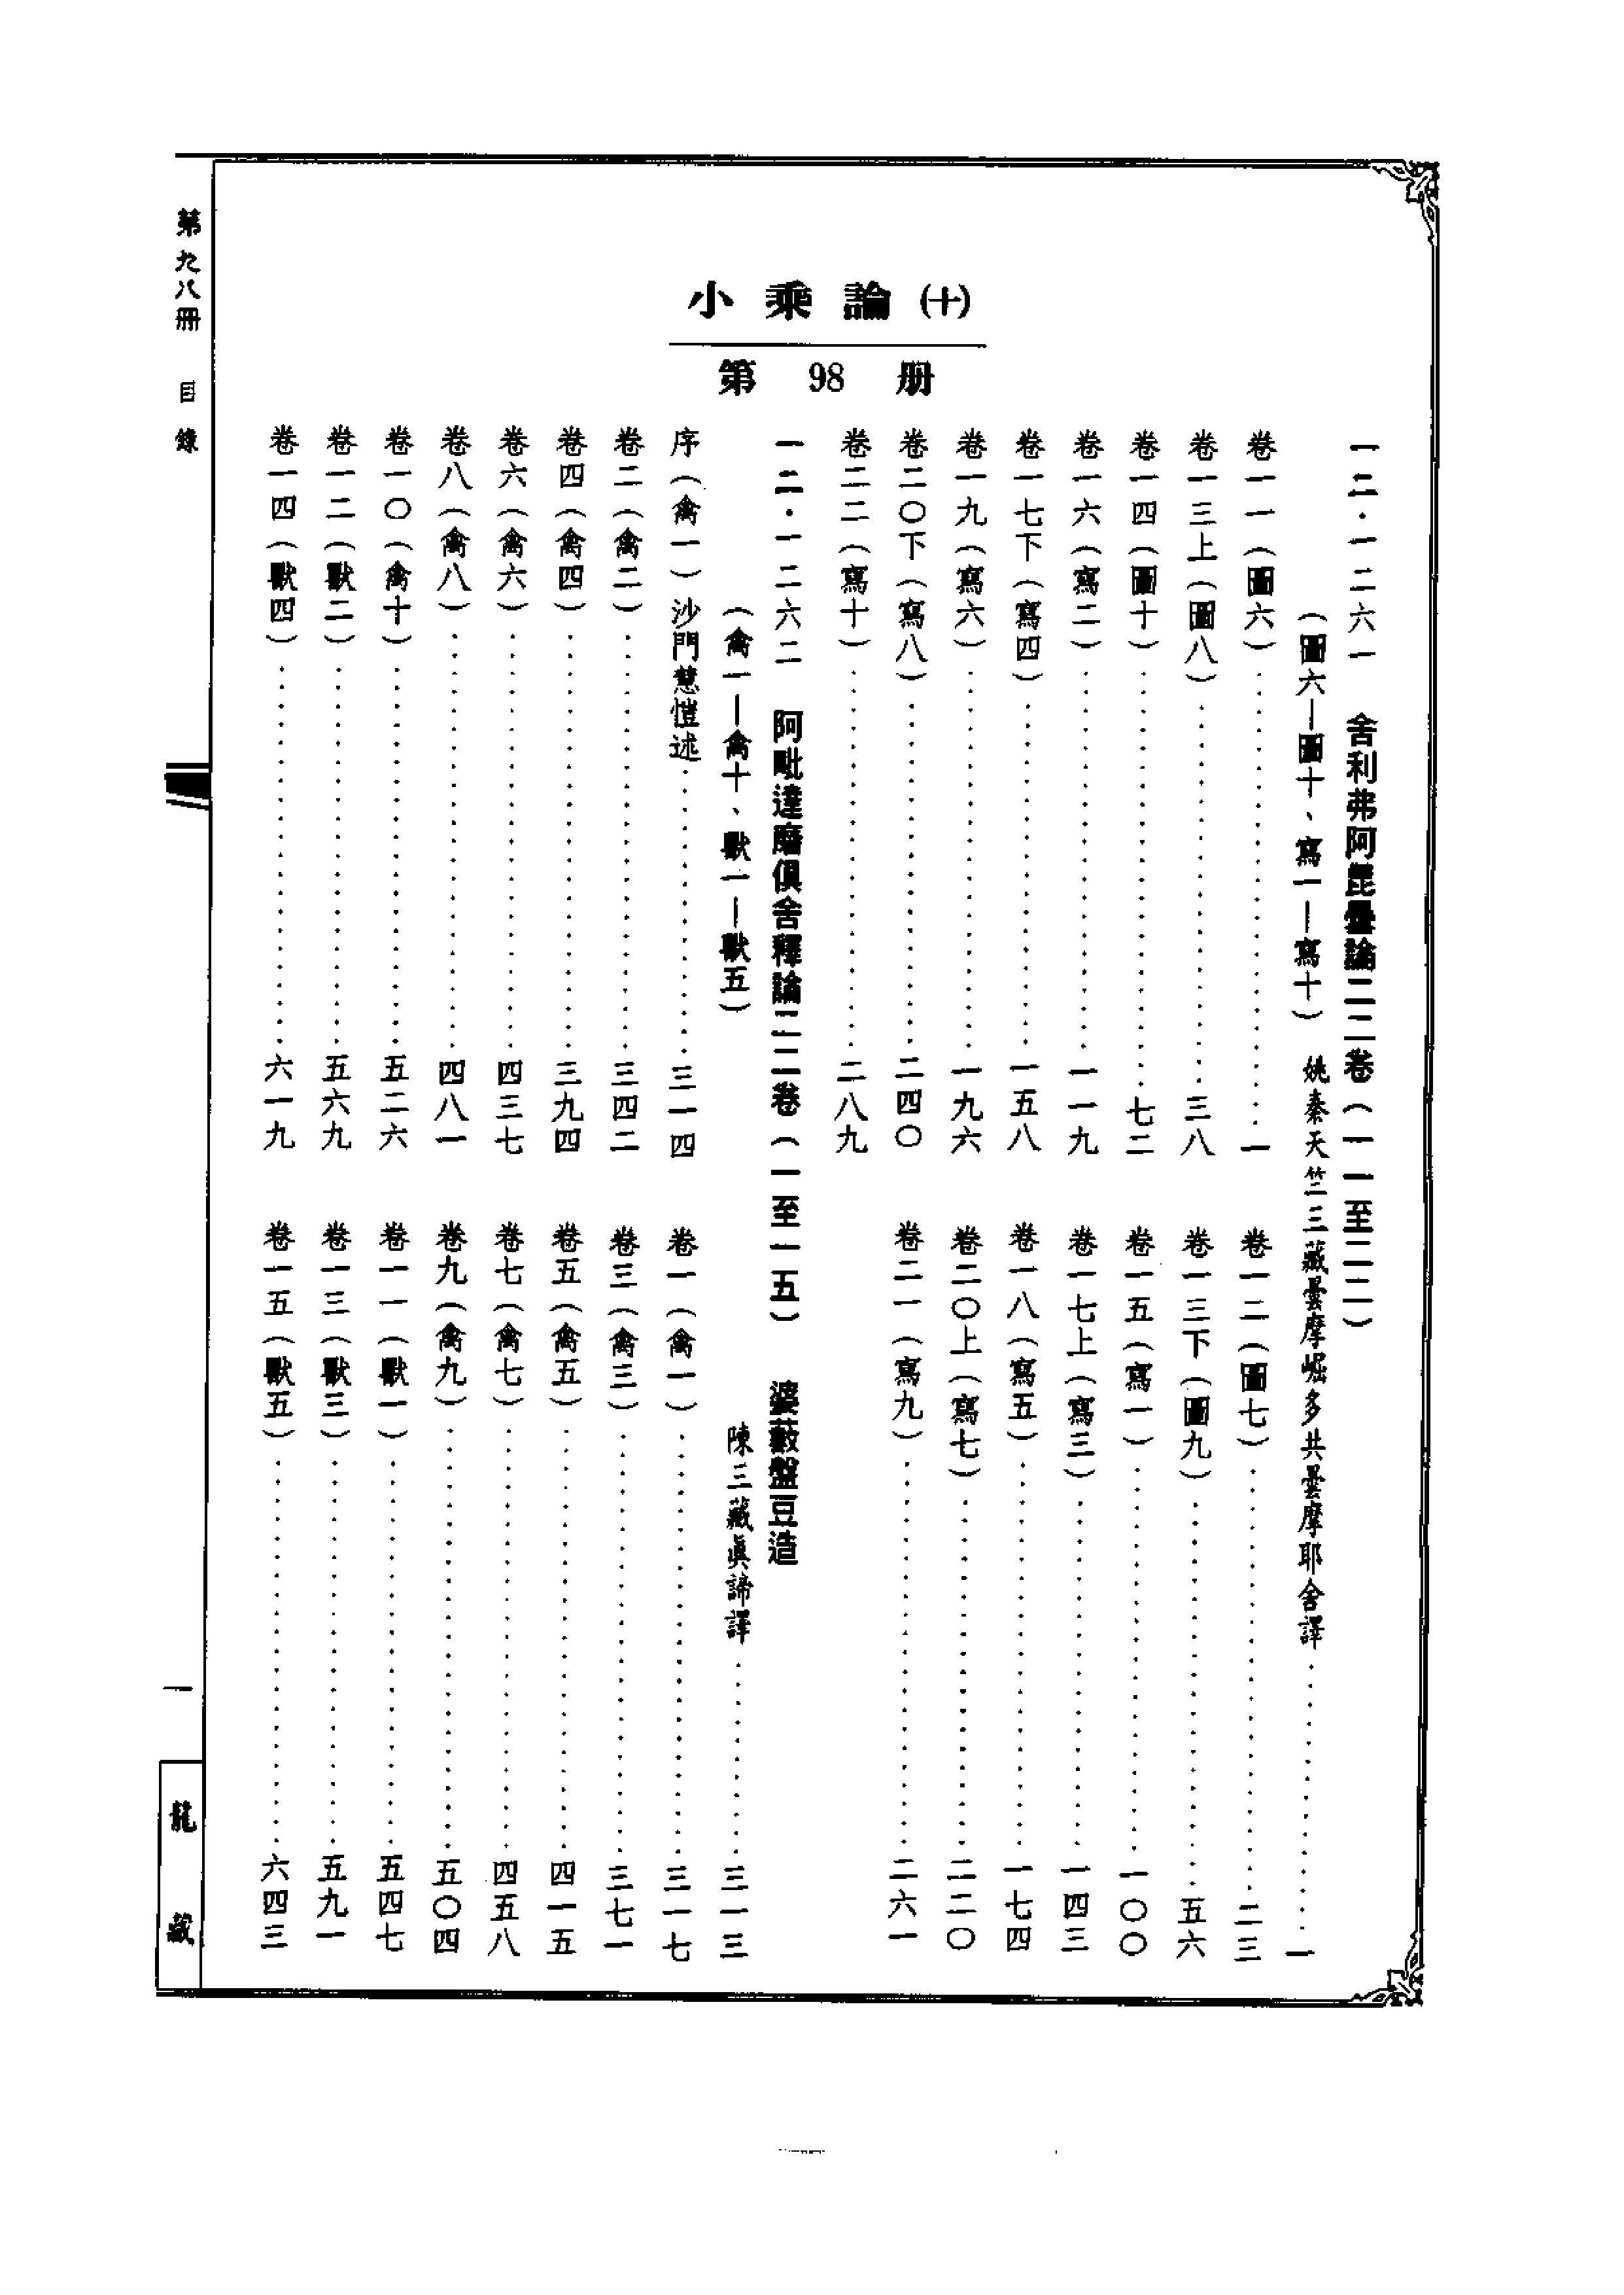 小乘論(十)
第 98 册
一二·一二六一 舍利弗阿毘曇論二二卷(一一至二二)
(圖六—圖十、寫一—寫十) 姚秦天竺三藏曇摩崛多共曇摩耶舍譯……一
卷一一(圖六)……一
卷一二(圖七)……二三
卷一三上(圖八)……三八
卷一三下(圖九)……五六
卷一四(圖十)……七二
卷一五(寫一)……一〇〇
卷一六(寫二)……一一九
卷一七上(寫三)……一四三
卷一七下(寫四)……一五八
卷一八(寫五)……一七四
卷一九(寫六)……一九六
卷二〇上(寫七)……二二〇
卷二〇下(寫八)……二四〇
卷二一(寫九)……二六一
卷二二(寫十)……二八九
一二·一二六二 阿毗達磨俱舍釋論二二卷(一至一五) 婆藪盤豆造
(禽一—禽十、獸一—獸五) 陳三藏眞諦譯……三一三
序(禽一)沙門慧愷述……三一四
卷一(禽一)……三一七
卷二(禽二)……三四二
卷三(禽三)……三七一
卷四(禽四)……三九四
卷五(禽五)……四一五
卷六(禽六)……四三七
卷七(禽七)……四五八
卷八(禽八)……四八一
卷九(禽九)……五〇四
卷一〇(禽十)……五二六
卷一一(獸一)……五四七
卷一二(獸二)……五六九
卷一三(獸三)……五九一
卷一四(獸四)……六一九
卷一五(獸五)……六四三
第九八冊 目錄
一
龍藏